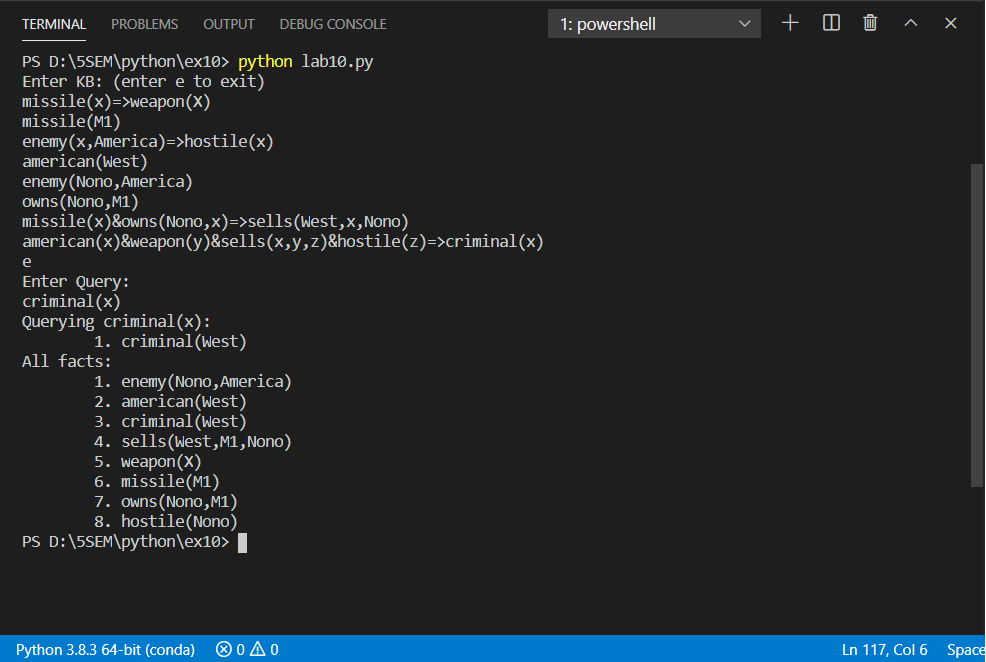 TERMINAL PROBLEMS OUTPUT DEBUG CONSOLE 1: powershell
PS D:\5SEM\python\ex10> python lab10.py
Enter KB: (enter e to exit)
missile(x)=>weapon(X)
missile(M1)
enemy(x,America)=>hostile(x)
american(West)
enemy(Nono,America)
owns(Nono,M1)
missile(x)&owns(Nono,x)=>sells(West,x,Nono)
american(x)&weapon(y)&sells(x,y,z)&hostile(z)=>criminal(x)
e
Enter Query:
criminal(x)
Querying criminal(x):
1. criminal(West)
All facts:
1. enemy(Nono,America)
2. american(West)
3. criminal(West)
4. sells(West,M1,Nono)
5. weapon(X)
6. missile(M1)
7. owns(Nono,M1)
8. hostile(Nono)
PS D:\5SEM\python\ex10>
Python 3.8.3 64-bit (conda) 0 0 Ln 117, Col 6 Space